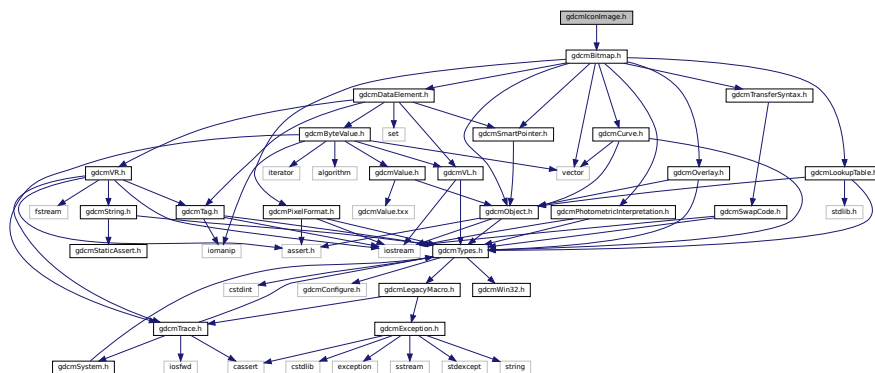 gdcmIconImage.h
gdcmBitmap.h
gdcmDataElement.h
gdcmTransferSyntax.h
gdcmByteValue.h
set
gdcmSmartPointer.h
gdcmCurve.h
gdcmVR.h
iterator
algorithm
gdcmValue.h
gdcmVL.h
vector
gdcmOverlay.h
gdcmLookupTable.h
fstream
gdcmString.h
gdcmTag.h
gdcmPixelFormat.h
gdcmValue.txx
gdcmObject.h
gdcmPhotometricInterpretation.h
gdcmSwapCode.h
stdlib.h
gdcmStaticAssert.h
iomanip
assert.h
iostream
gdcmTypes.h
cstdint
gdcmConfigure.h
gdcmLegacyMacro.h
gdcmWin32.h
gdcmTrace.h
gdcmException.h
gdcmSystem.h
iosfwd
cassert
cstdlib
exception
sstream
stdexcept
string